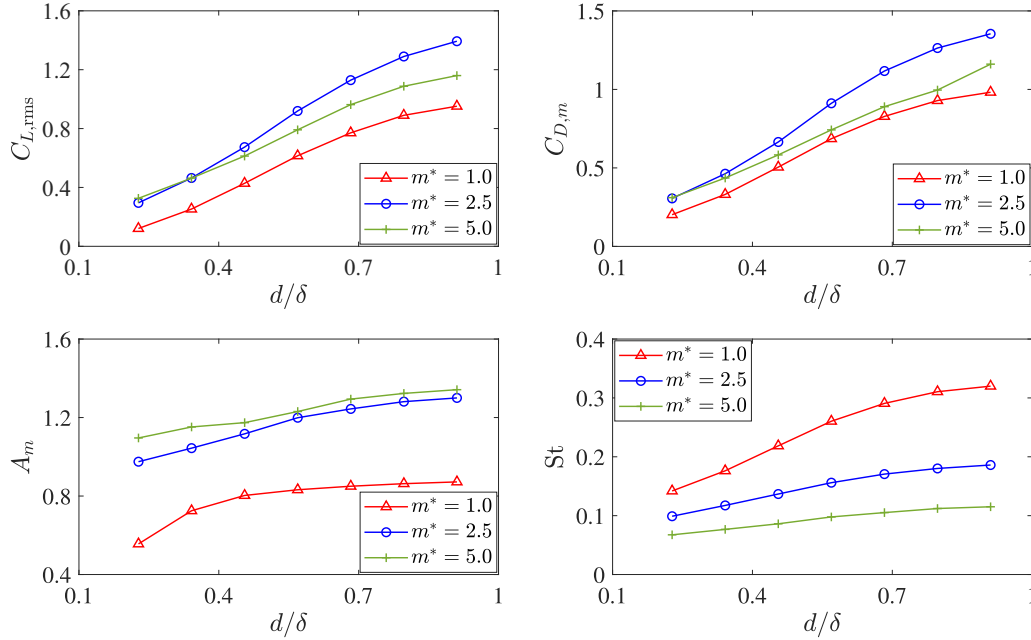 1.6
1.2
0.8
0.4
0
C_{L,rms}
m* = 1.0
m* = 2.5
m* = 5.0
0.1
0.4
0.7
1
d/δ
1.5
1
0.5
0
C_{D,m}
m* = 1.0
m* = 2.5
m* = 5.0
0.1
0.4
0.7
1
d/δ
1.6
1.2
0.8
0.4
A_m
m* = 1.0
m* = 2.5
m* = 5.0
0.1
0.4
0.7
1
d/δ
0.4
0.3
0.2
0.1
0
St
m* = 1.0
m* = 2.5
m* = 5.0
0.1
0.4
0.7
1
d/δ